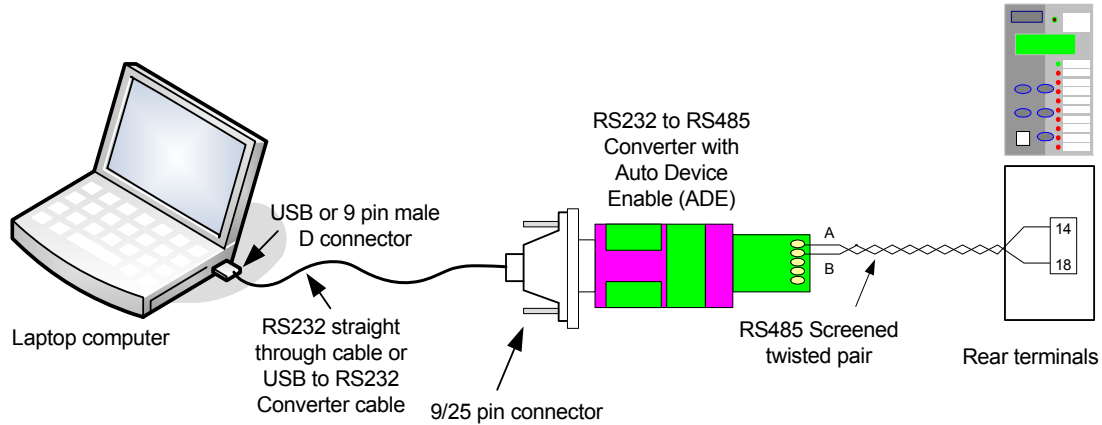 RS232 to RS485
Converter with
Auto Device
Enable (ADE)
USB or 9 pin male
D connector
A
B
14
18
Laptop computer
RS232 straight
through cable or
USB to RS232
Converter cable
9/25 pin connector
RS485 Screened
twisted pair
Rear terminals